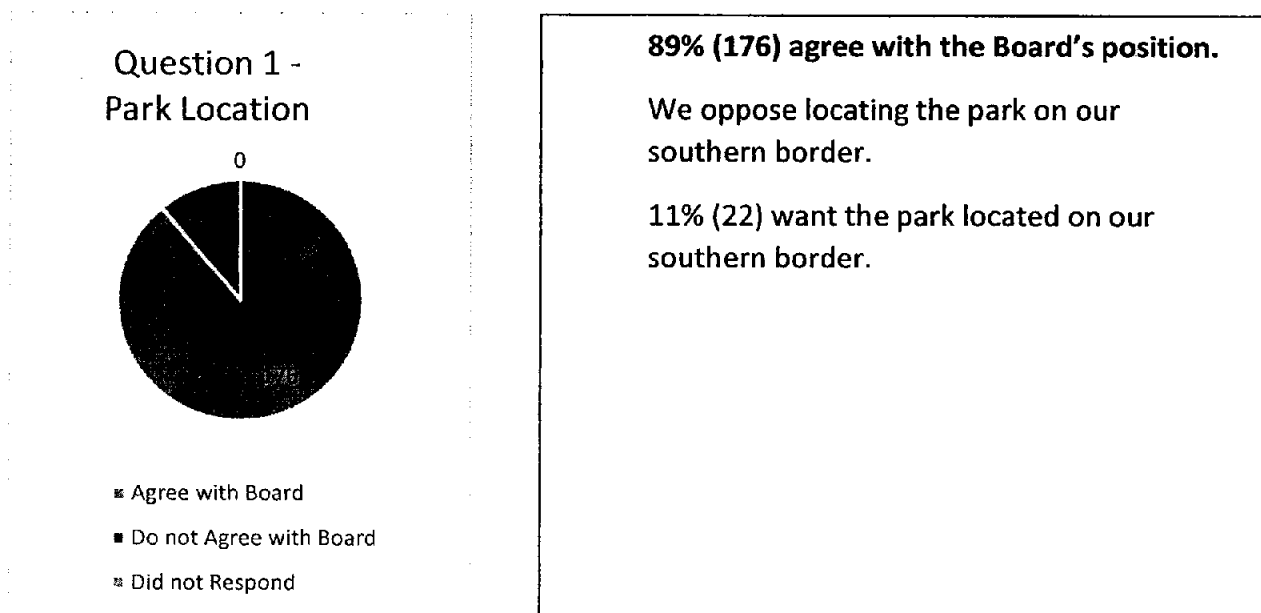 Question 1 -
Park Location
0
176
Agree with Board
Do not Agree with Board
Did not Respond
89% (176) agree with the Board's position.
We oppose locating the park on our
southern border.
11% (22) want the park located on our
southern border.